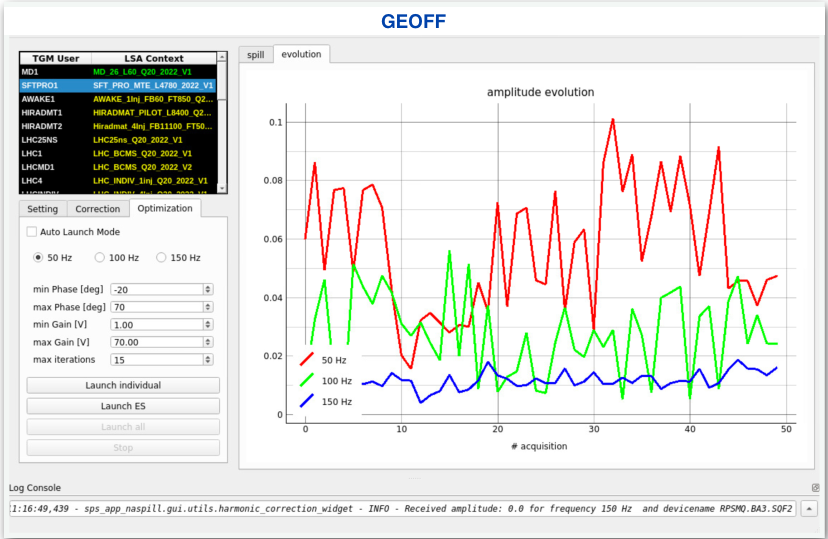 GEOFF
TGM User LSA Context
MD1 MD_26_L60_Q20_2022_V1
SFTPRO1 SFT_PRO_MTE_L4780_2022_V1
AWAKE1 AWAKE_1Inj_FB60_FT850_Q2...
HIRADMT1 HIRADMAT_PILOT_L8400_Q2...
HIRADMT2 Hiradmat_4Inj_FB11100_FT50...
LHC25NS LHC25ns_Q20_2022_V1
LHC1 LHC_BCMS_Q20_2022_V1
LHCMD1 LHC_BCMS_Q20_2022_V2
LHC4 LHC_INDIV_1inj_Q20_2022_V1
Setting Correction Optimization
Auto Launch Mode
50 Hz 100 Hz 150 Hz
min Phase [deg] -20
max Phase [deg] 70
min Gain [V] 1.00
max Gain [V] 70.00
max iterations 15
Launch individual
Launch ES
Launch all
Stop
spill evolution
amplitude evolution
0.1
0.08
0.06
0.04
0.02
0
50 Hz
100 Hz
150 Hz
0 10 20 30 40 50
# acquisition
Log Console
1:16:49,439 - sps_app_naspill.gui.utils.harmonic_correction_widget - INFO - Received amplitude: 0.0 for frequency 150 Hz and devicename RPSMQ.BA3.SQF2